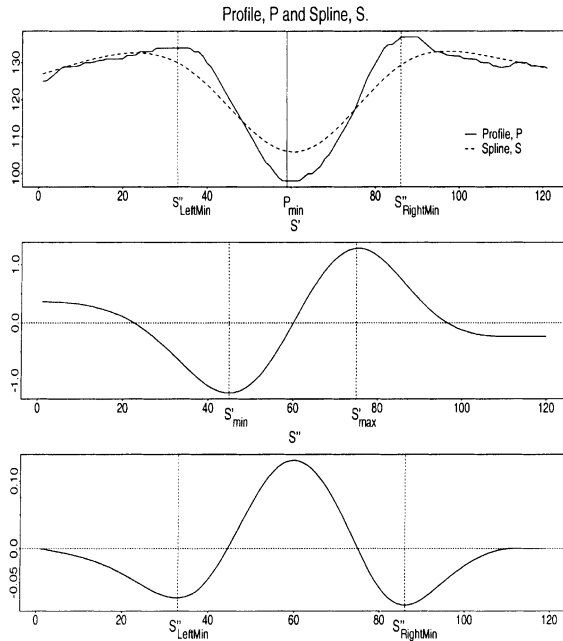 Profile, P and Spline, S.
130
120
110
100
Profile, P
Spline, S
0 20 40 60 80 100 120
S''LeftMin Pmin S''RightMin
S'
1.0
0.0
-1.0
0 20 40 60 80 100 120
S'min S'max
S''
0.10
0.0
-0.05
0 20 40 60 80 100 120
S''LeftMin S''RightMin